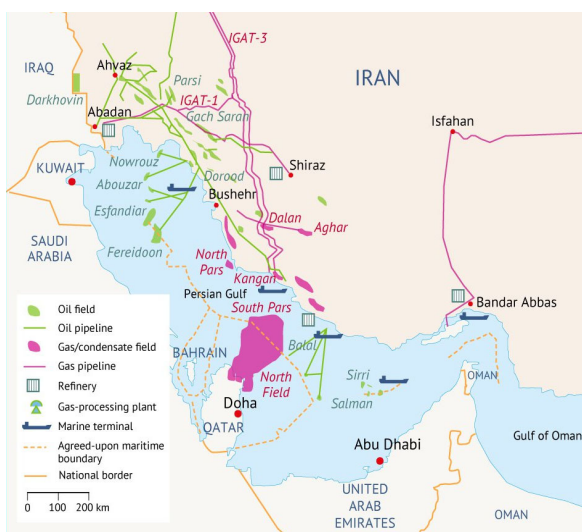 IGAT-3
IRAQ
Ahvaz
Parsi
IRAN
Darkhovin
IGAT-1
Abadan
Gach Saran
Isfahan
Nowrouz
KUWAIT
Abouzar
Dorood
Shiraz
Bushehr
Esfandiar
Dalan
Aghar
Fereidoon
SAUDI
ARABIA
North
Pars
Kangan
Persian Gulf
South Pars
Bandar Abbas
Balal
BAHRAIN
North
Field
Sirri
Salman
OMAN
Doha
QATAR
Abu Dhabi
Gulf of Oman
UNITED
ARAB
EMIRATES
OMAN
Oil field
Oil pipeline
Gas/condensate field
Gas pipeline
Refinery
Gas-processing plant
Marine terminal
Agreed-upon maritime
boundary
National border
0 100 200
km